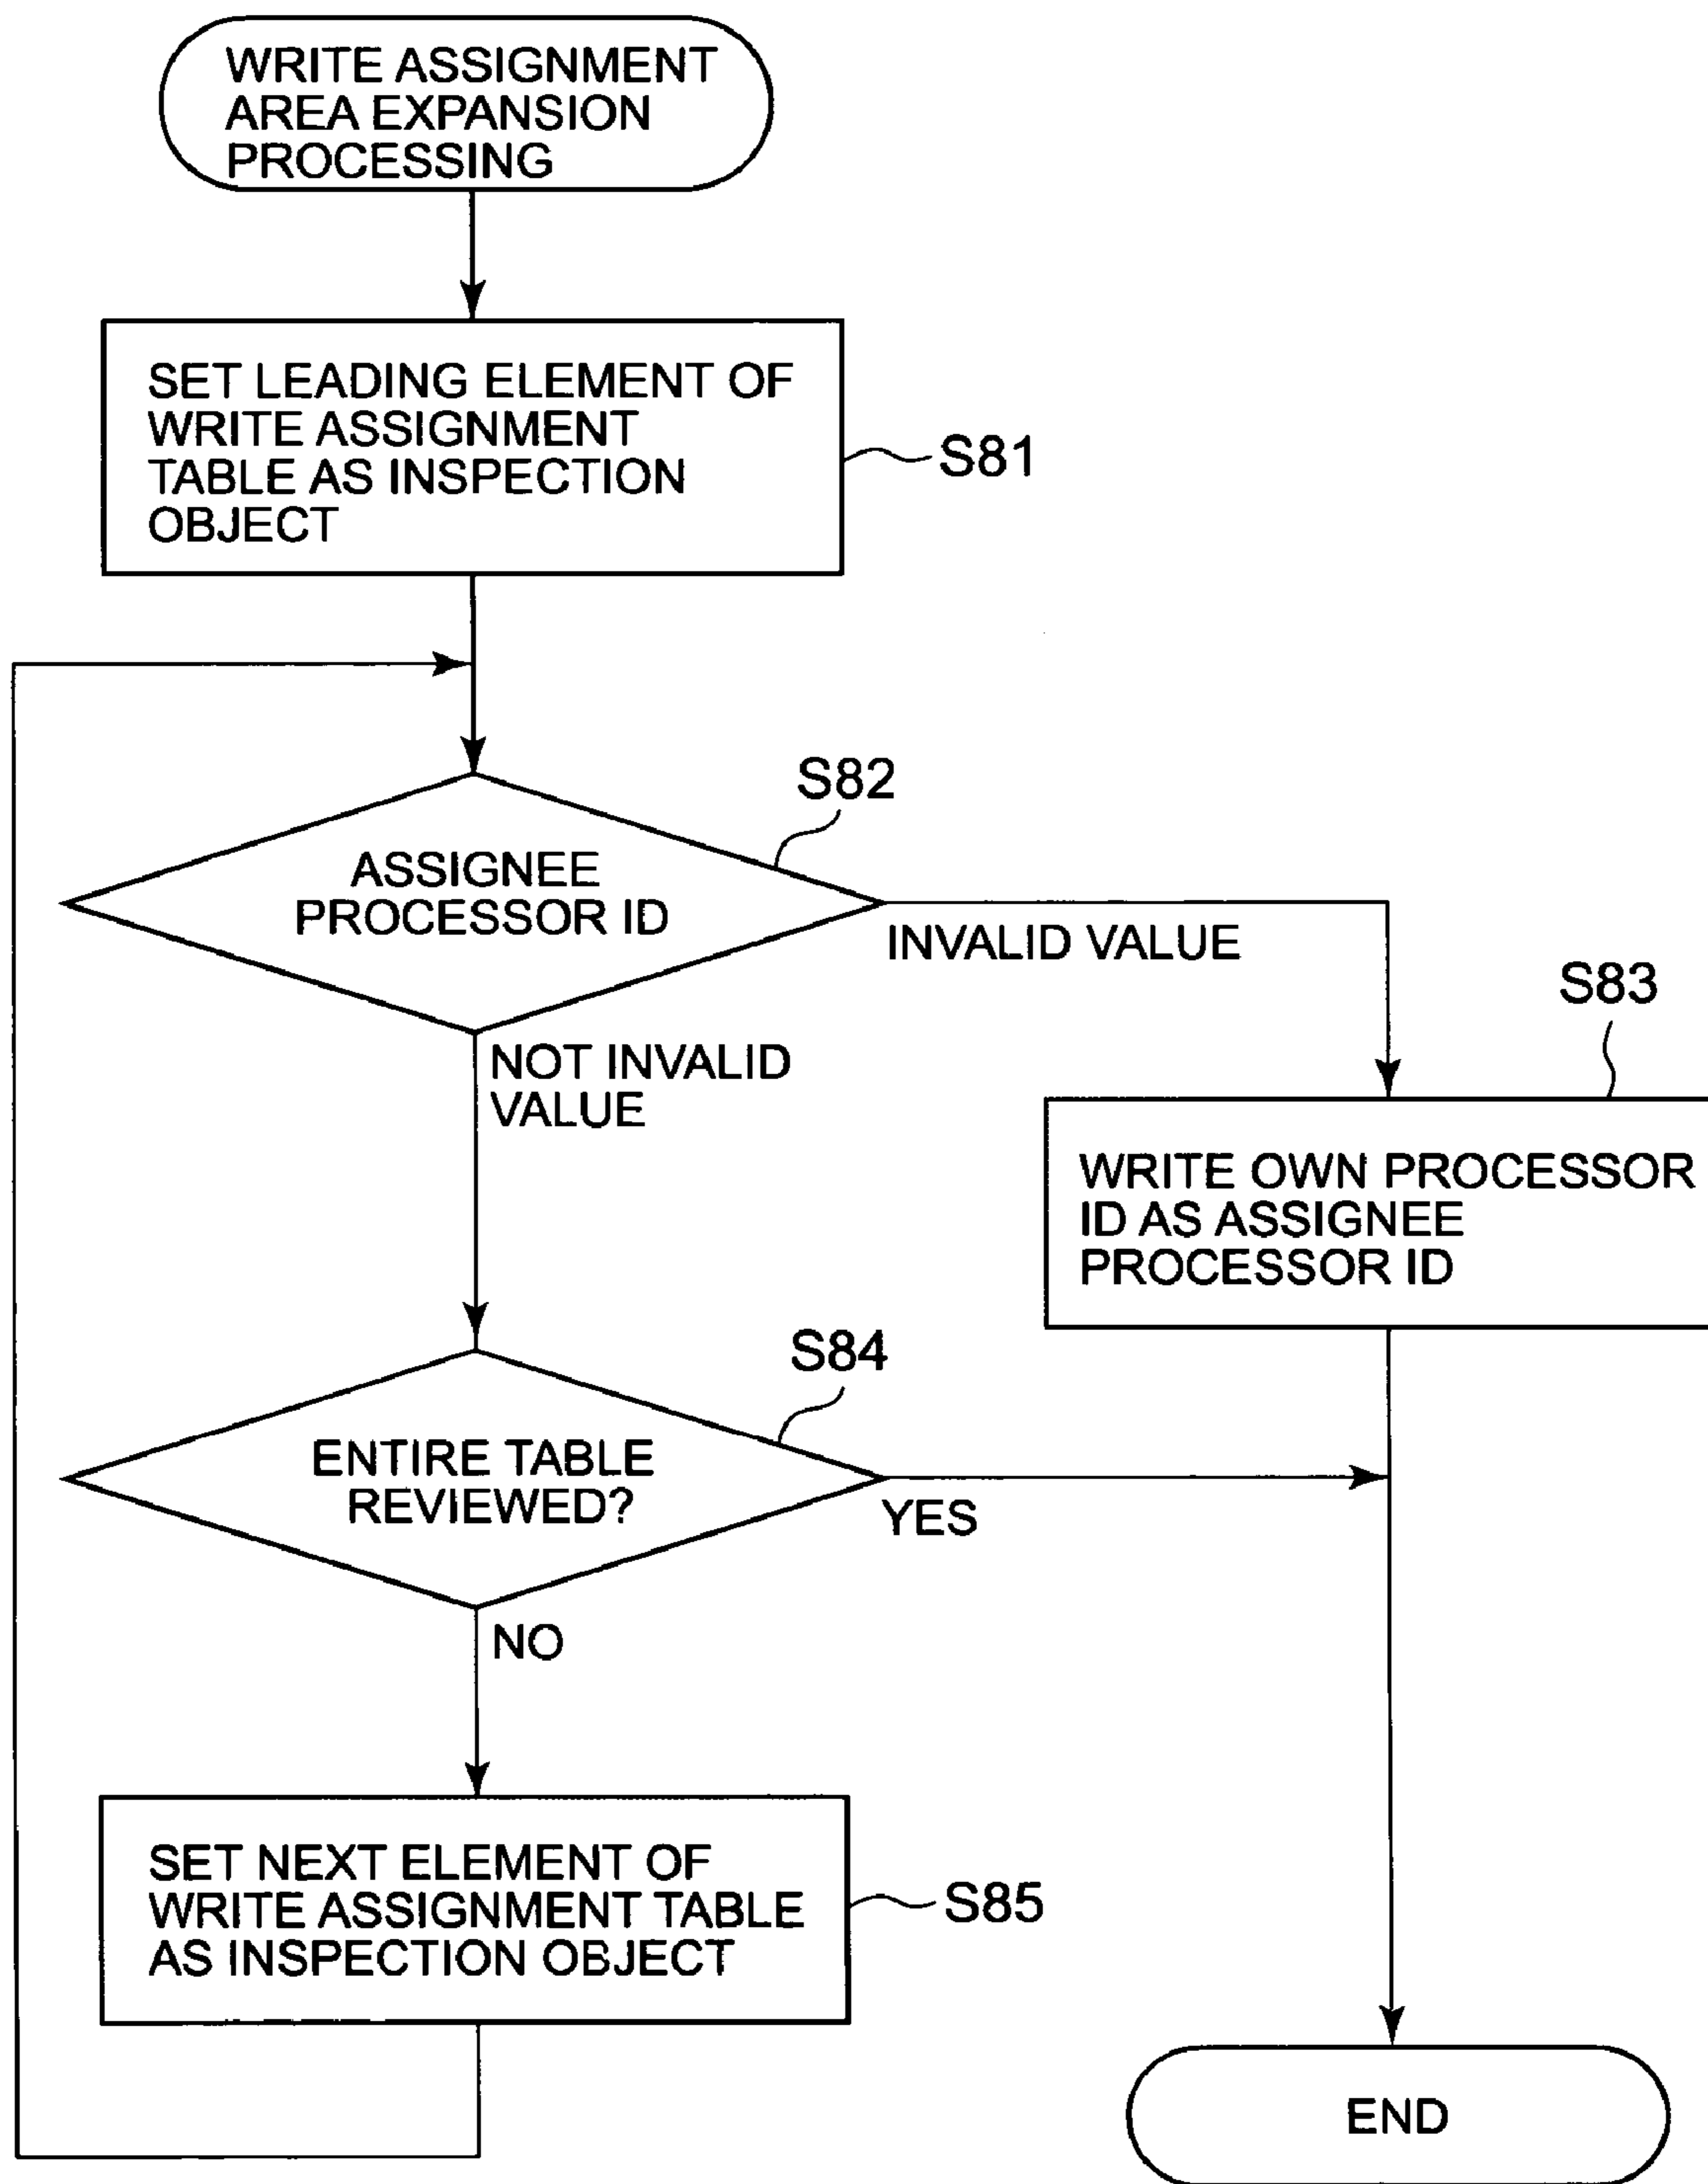 WRITE ASSIGNMENT
AREA EXPANSION
PROCESSING
SET LEADING ELEMENT OF
WRITE ASSIGNMENT
TABLE AS INSPECTION
OBJECT
S81
S82
ASSIGNEE
PROCESSOR ID
INVALID VALUE
S83
NOT INVALID
VALUE
WRITE OWN PROCESSOR
ID AS ASSIGNEE
PROCESSOR ID
S84
ENTIRE TABLE
REVIEWED?
YES
NO
SET NEXT ELEMENT OF
WRITE ASSIGNMENT TABLE
AS INSPECTION OBJECT
S85
END